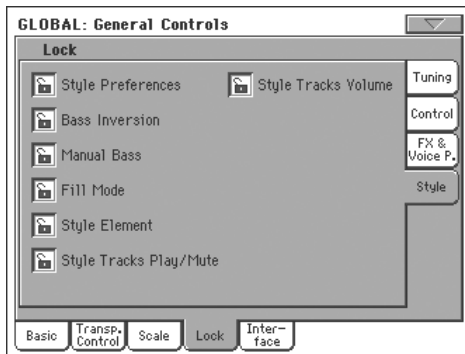 GLOBAL: General Controls
Lock
Style Preferences
Style Tracks Volume
Bass Inversion
Manual Bass
Fill Mode
Style Element
Style Tracks Play/Mute
Tuning
Control
FX &
Voice P.
Style
Basic
Transp.
Control
Scale
Lock
Inter-
face